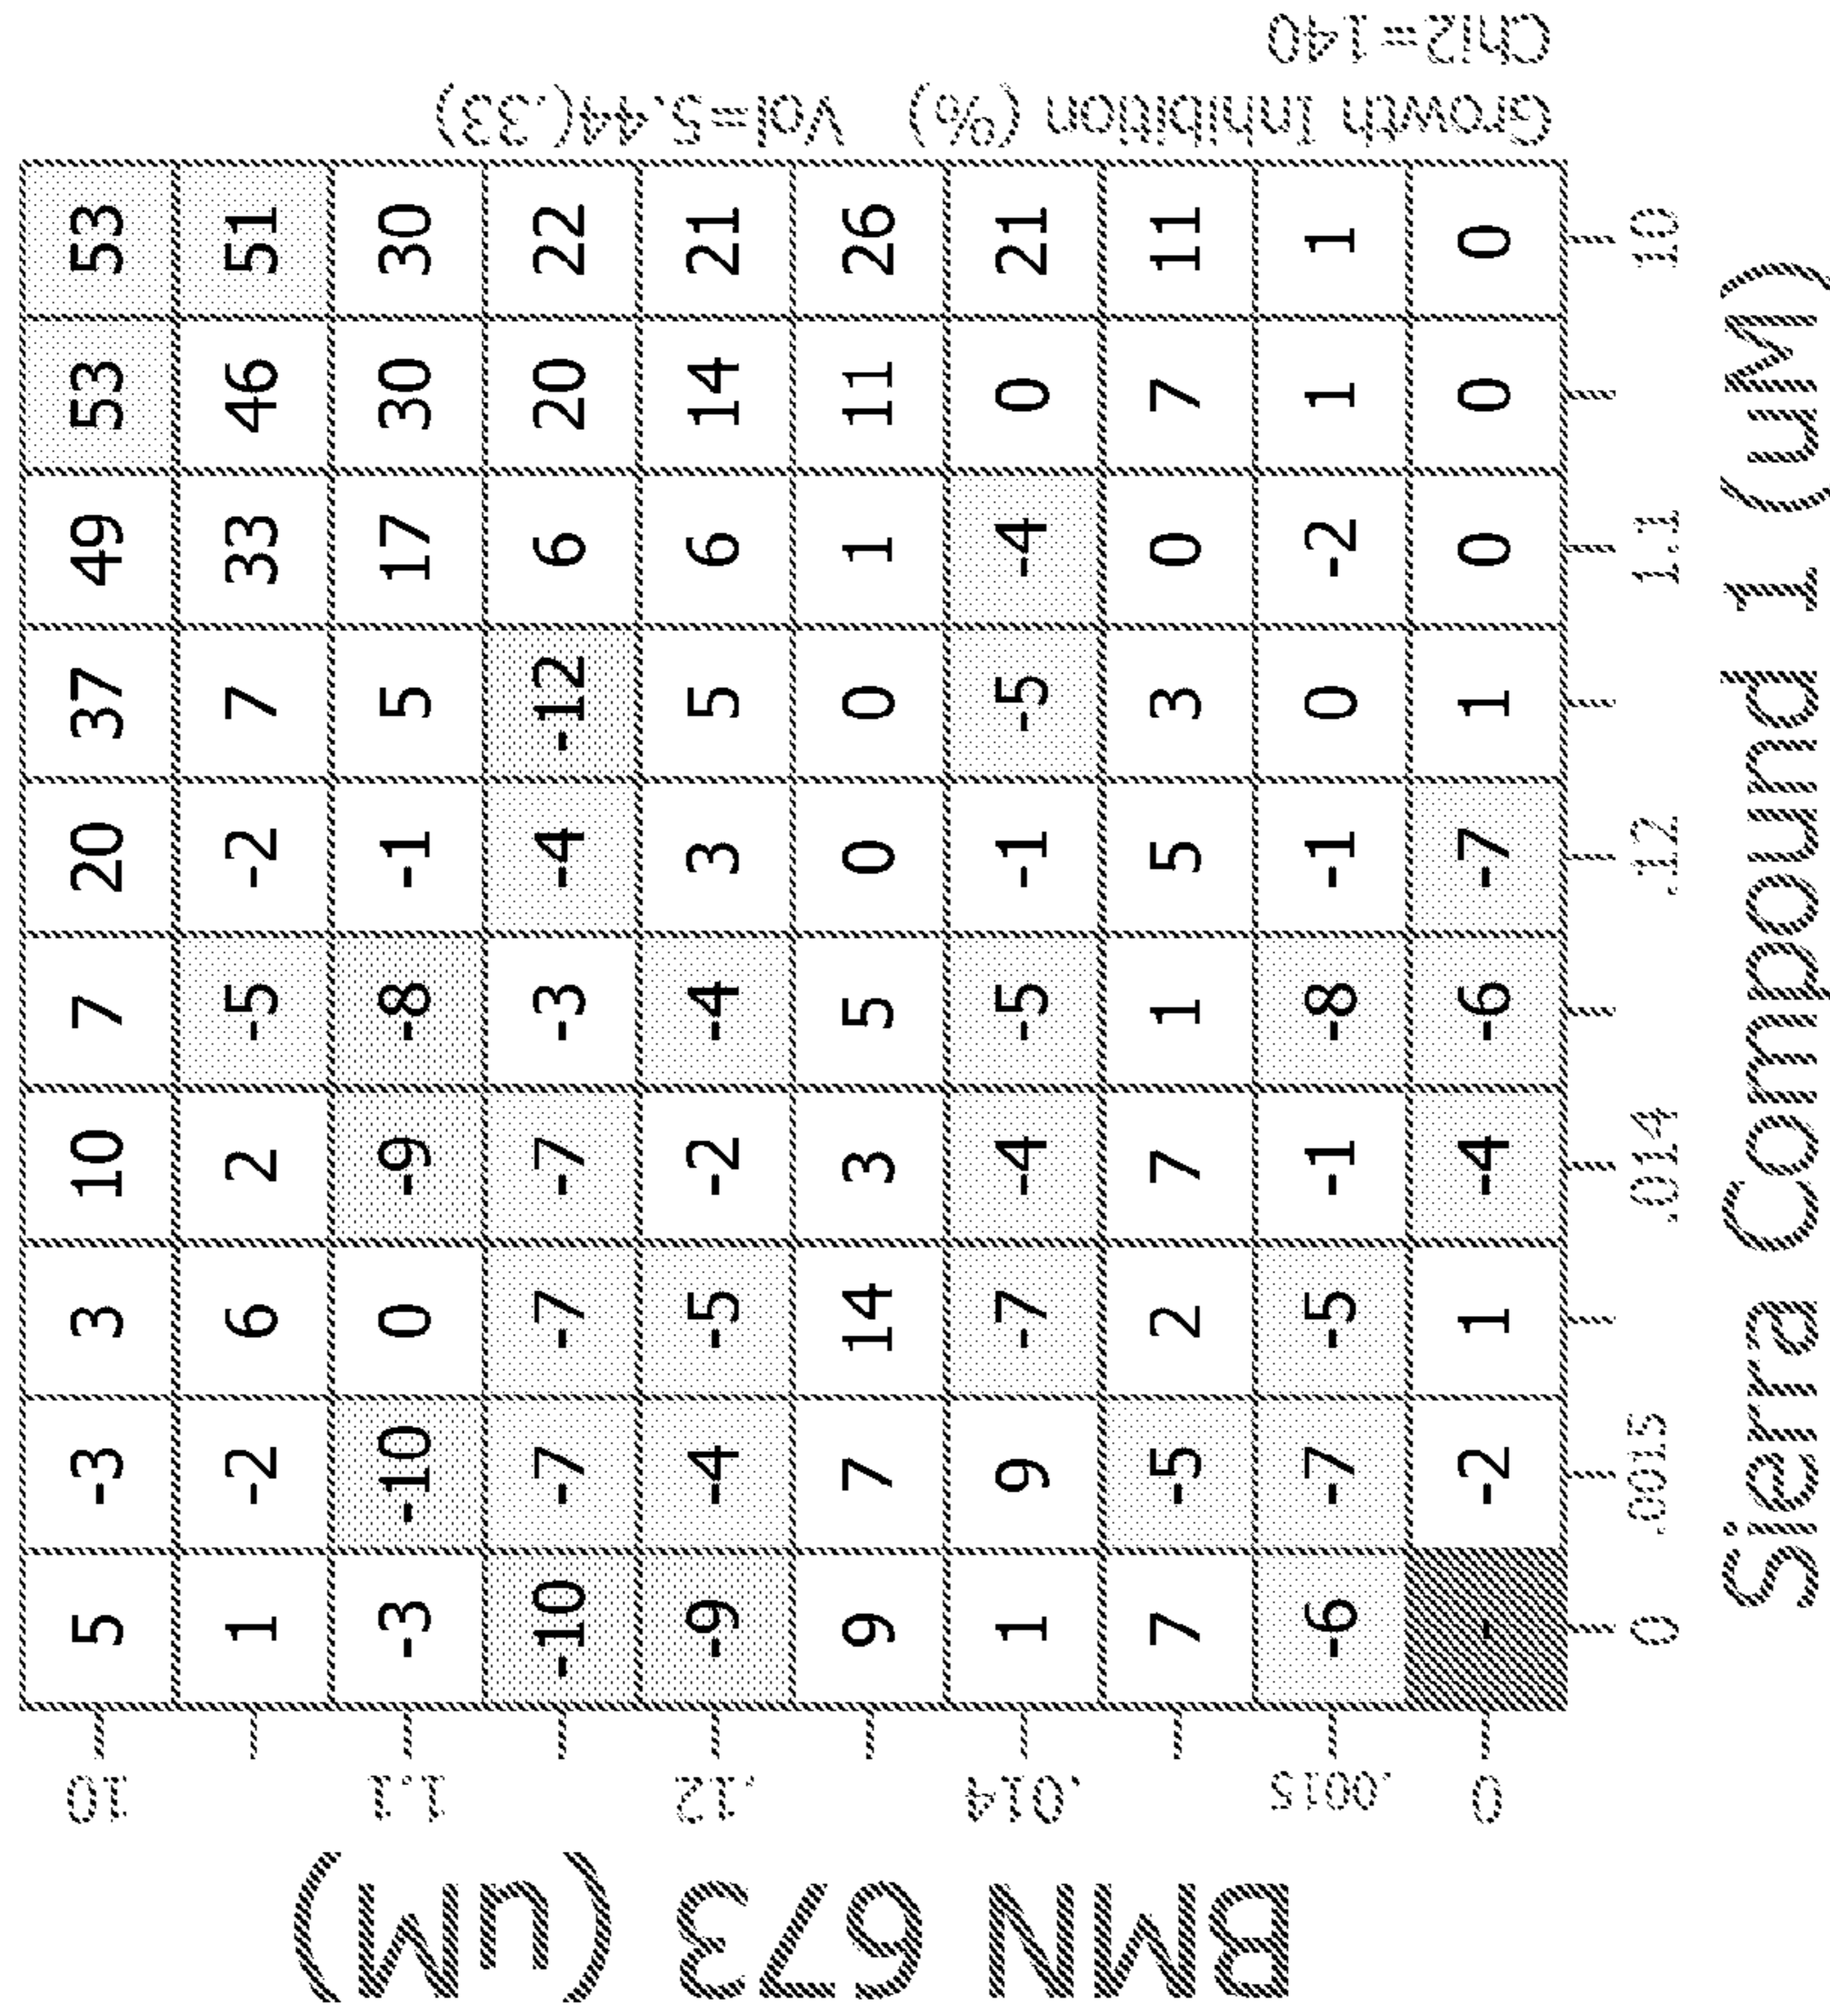 BMN 673 (uM)
10 5 -3 3 10 7 20 37 49 53 53
1 -2 6 2 -5 -2 7 33 46 51
1.1 -3 -10 0 -9 -8 -1 5 17 30 30
-10 -7 -7 -7 -3 -4 -12 6 20 22
.12 -9 -4 -5 -2 -4 3 5 6 14 21
9 7 14 3 5 0 0 1 11 26
.014 1 9 -7 -4 -5 -1 -5 -4 0 21
7 -5 2 7 1 5 3 0 7 11
.0015 -6 -7 -5 -1 -8 -1 0 -2 1 1
0 - -2 1 -4 -6 -7 1 0 0 0
0 .0015 .014 .12 1.1 10
Sierra Compound 1 (uM)
Growth Inhibition (%) Vol=5.44(.33)
Chi2=140